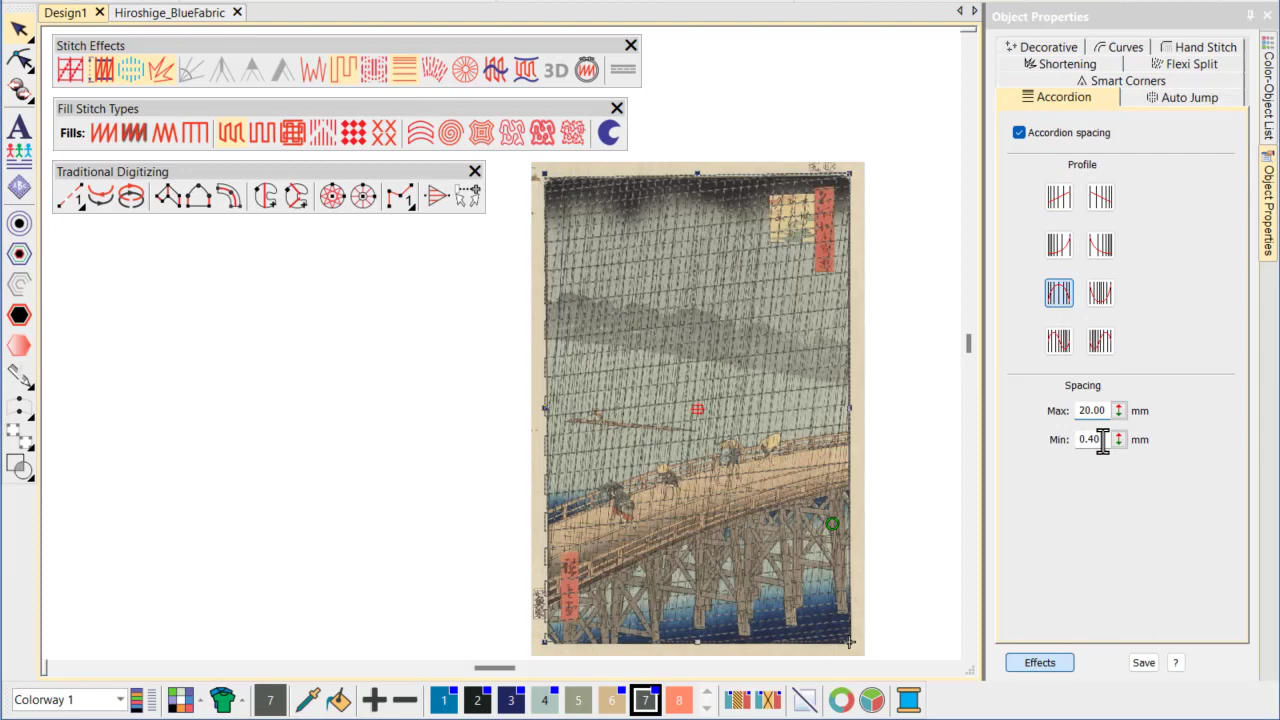 Design1
Hiroshige_BlueFabric
Object Properties
Stitch Effects
3D
Fill Stitch Types
Fills:
Traditional Digitizing
Decorative
Curves
Hand Stitch
Shortening
Flexi Split
Smart Corners
Accordion
Auto Jump
Accordion spacing
Profile
Spacing
Max: 20.00 mm
Min: 0.40 mm
Effects
Save
?
Color-Object List
Object Properties
Colorway 1
7
1
2
3
4
5
6
7
8